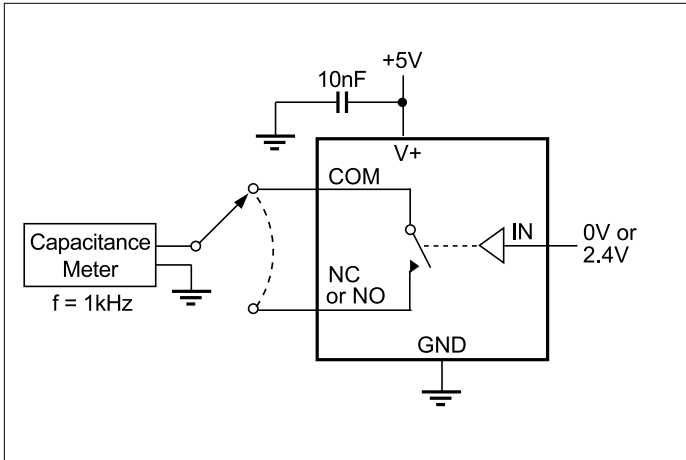 +5V
10nF
V+
COM
IN
0V or
2.4V
Capacitance
Meter
f = 1kHz
NC
or NO
GND